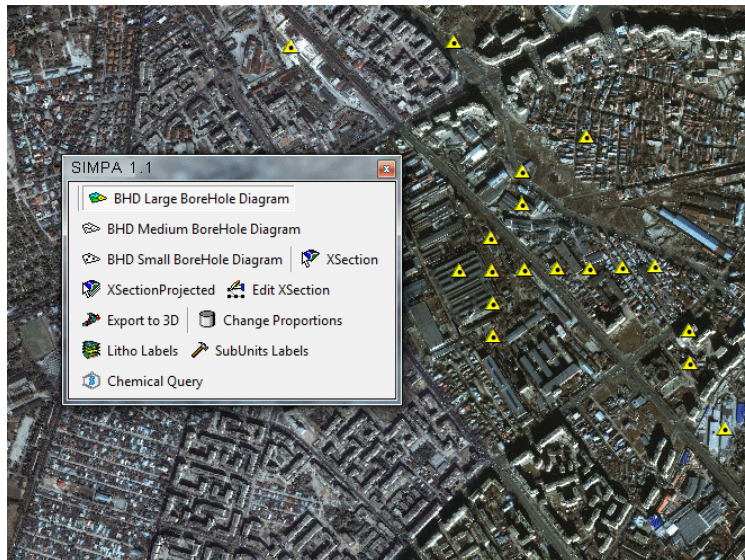 SIMPA 1.1
BHD Large BoreHole Diagram
BHD Medium BoreHole Diagram
BHD Small BoreHole Diagram XSection
XSectionProjected Edit XSection
Export to 3D Change Proportions
Litho Labels SubUnits Labels
Chemical Query